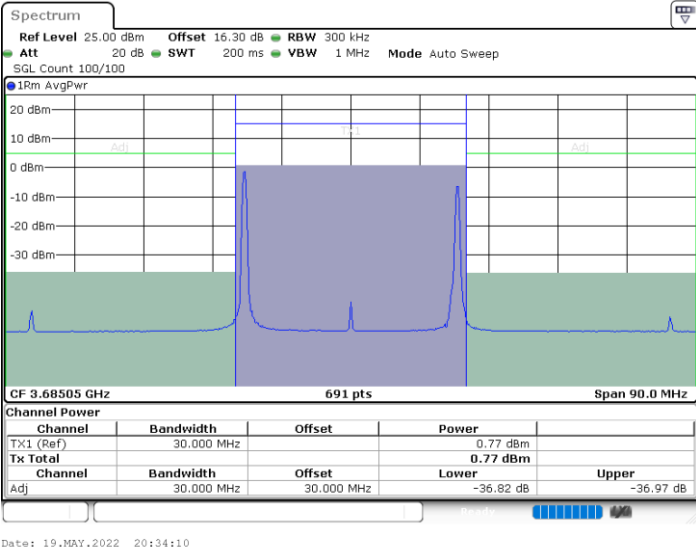 Spectrum
Ref Level 25.00 dBm Offset 16.30 dB RBW 300 kHz
Att 20 dB SWT 200 ms VBW 1 MHz Mode Auto Sweep
SGL Count 100/100
1Rm AvgPwr
20 dBm
TX1
10 dBm
Adj Adj
0 dBm
-10 dBm
-20 dBm
-30 dBm
CF 3.68505 GHz 691 pts Span 90.0 MHz
Channel Power
Channel Bandwidth Offset Power
TX1 (Ref) 30.000 MHz 0.77 dBm
Tx Total 0.77 dBm
Channel Bandwidth Offset Lower Upper
Adj 30.000 MHz 30.000 MHz -36.82 dB -36.97 dB
Ready
Date: 19.MAY.2022 20:34:10